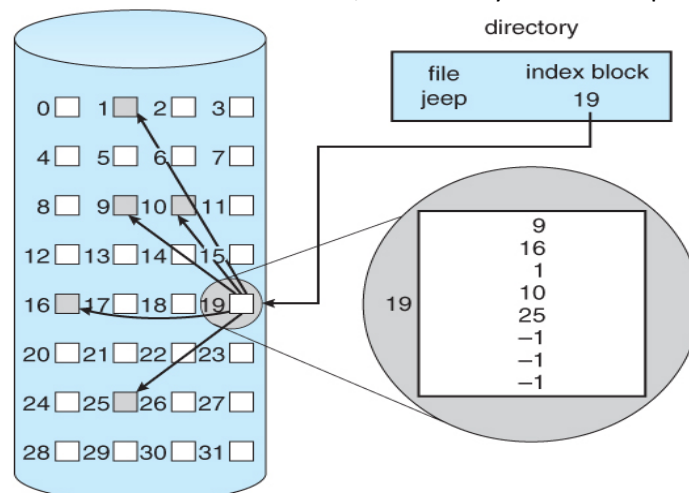 directory
file index block
jeep 19
0 1 2 3
4 5 6 7
8 9 10 11
12 13 14 15
16 17 18 19
20 21 22 23
24 25 26 27
28 29 30 31
19
9
16
1
10
25
–1
–1
–1